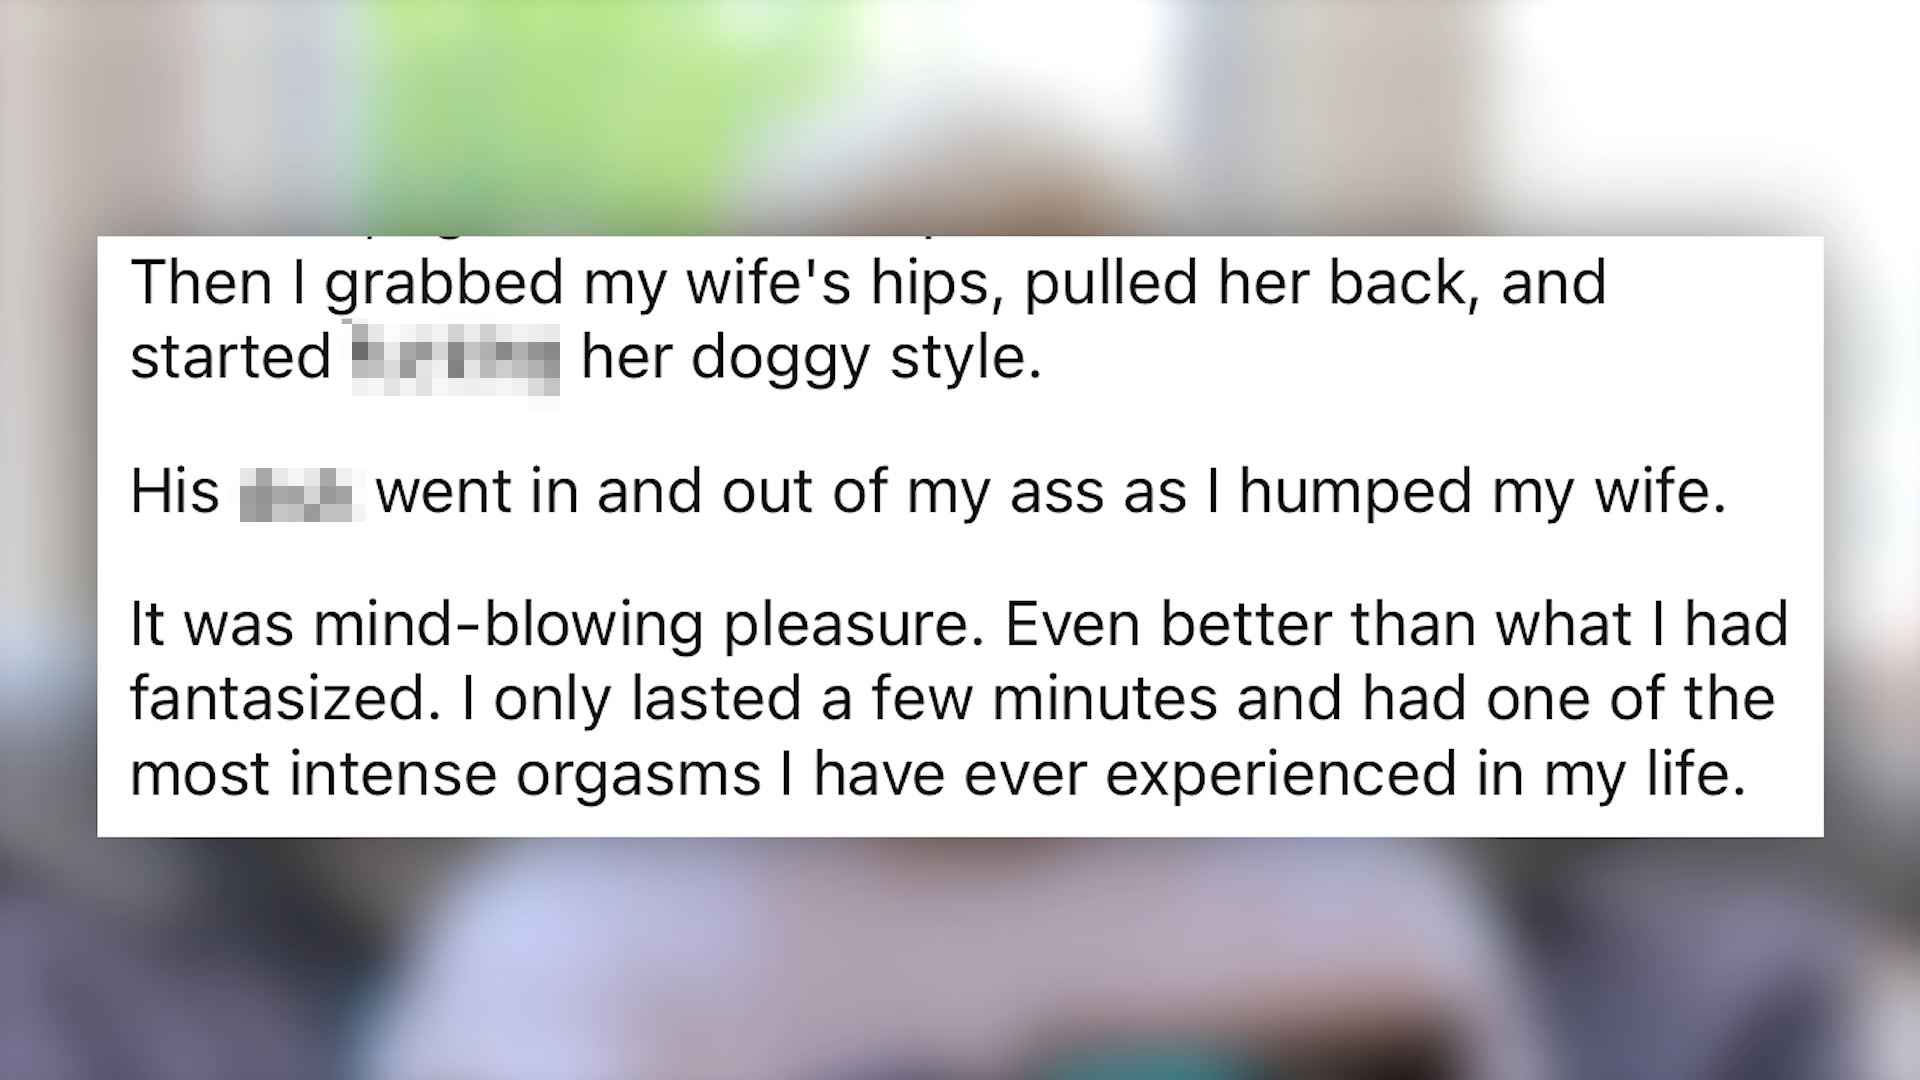 Then I grabbed my wife's hips, pulled her back, and
started her doggy style.
His went in and out of my ass as I humped my wife.
It was mind-blowing pleasure. Even better than what I had
fantasized. I only lasted a few minutes and had one of the
most intense orgasms I have ever experienced in my life.